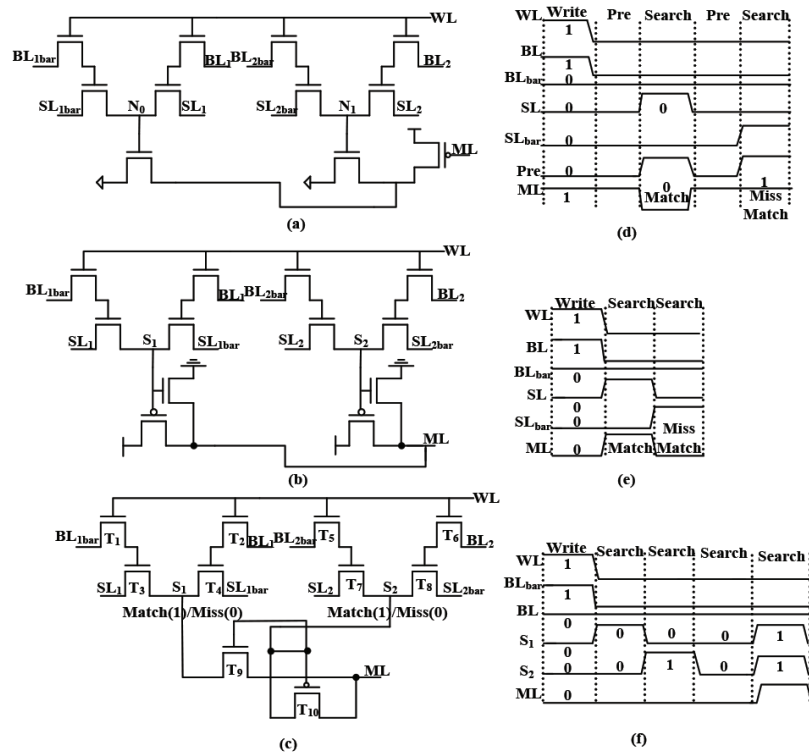 WL
BL1bar BL1 BL2bar BL2
SL1bar N0 SL1 SL2bar N1 SL2
ML
(a)
WL
BL1bar BL1 BL2bar BL2
SL1 S1 SL1bar SL2 S2 SL2bar
ML
(b)
WL
BL1bar T1 T2 BL1 BL2bar T5 T6 BL2
SL1 T3 S1 T4 SL1bar SL2 T7 S2 T8 SL2bar
Match(1)/Miss(0) Match(1)/Miss(0)
T9 ML
T10
(c)
WL Write Pre Search Pre Search
1
BL
1
BLbar 0
SL 0 0
SLbar 0
Pre 0
0 1
ML 1 Match Miss
Match
(d)
Write Search Search
WL 1
BL 1
BLbar 0
SL
0
SLbar 0 Miss
ML 0 Match Match
(e)
Write Search Search Search Search
WL 1
BLbar
1
BL
0
S1 0 0 0 1
0
S2 0 0 1 0 1
ML 0
(f)